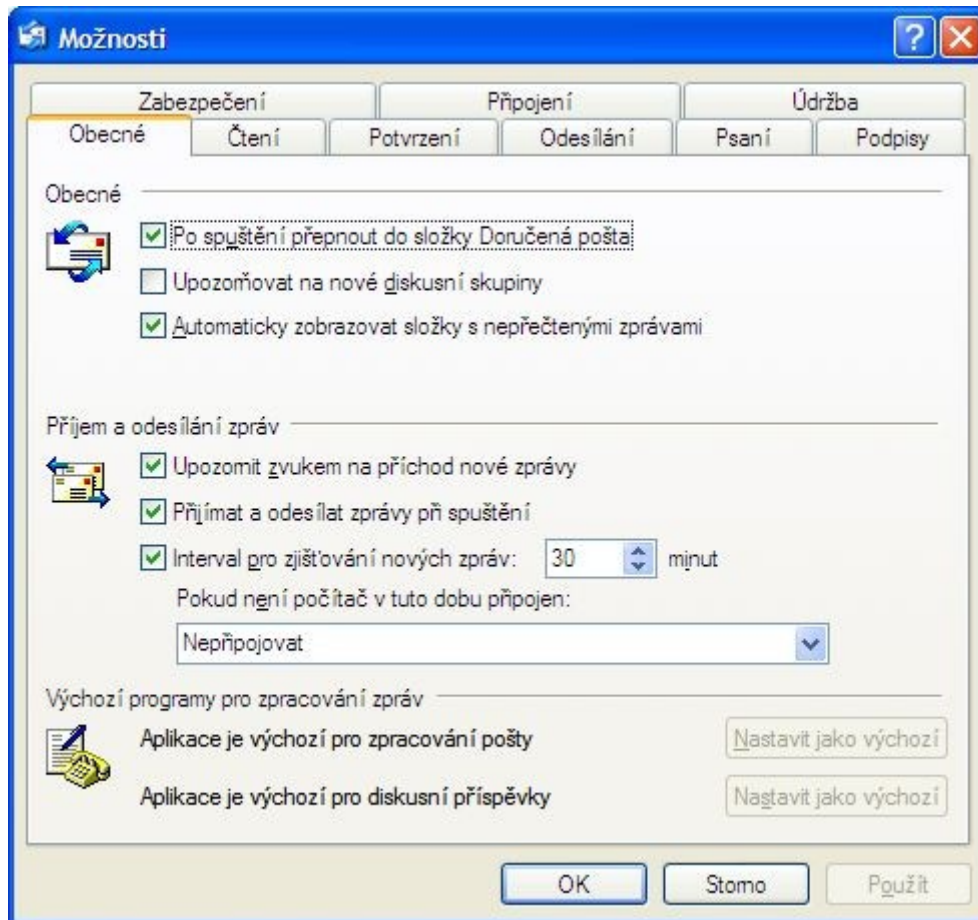 Možnosti
Zabezpečení Připojení Údržba
Obecné Čtení Potvrzení Odesílání Psaní Podpisy
Obecné
Po spuštění přepnout do složky Doručená pošta
Upozorňovat na nové diskusní skupiny
Automaticky zobrazovat složky s nepřečtenými zprávami
Příjem a odesílání zpráv
Upozornit zvukem na příchod nové zprávy
Přijímat a odesílat zprávy při spuštění
Interval pro zjišťování nových zpráv: 30 minut
Pokud není počítač v tuto dobu připojen:
Nepřipojovat
Výchozí programy pro zpracování zpráv
Aplikace je výchozí pro zpracování pošty Nastavit jako výchozí
Aplikace je výchozí pro diskusní příspěvky Nastavit jako výchozí
OK Storno Použít